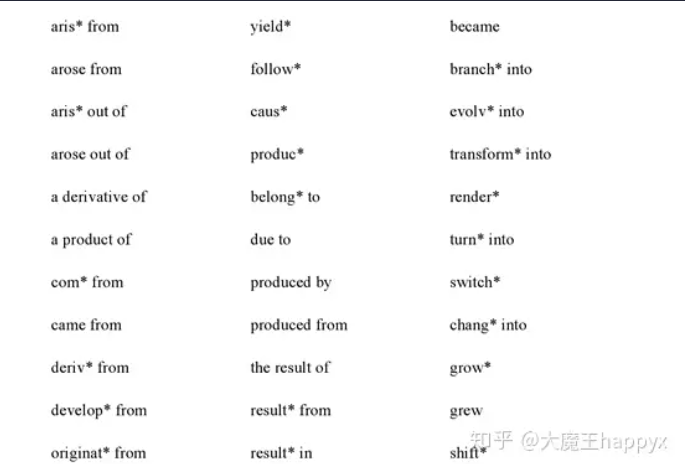 aris* from yield* became
arose from follow* branch* into
aris* out of caus* evolv* into
arose out of produc* transform* into
a derivative of belong* to render*
a product of due to turn* into
com* from produced by switch*
came from produced from chang* into
deriv* from the result of grow*
develop* from result* from grew
originat* from result* in shift*
知乎 @大魔王happyx